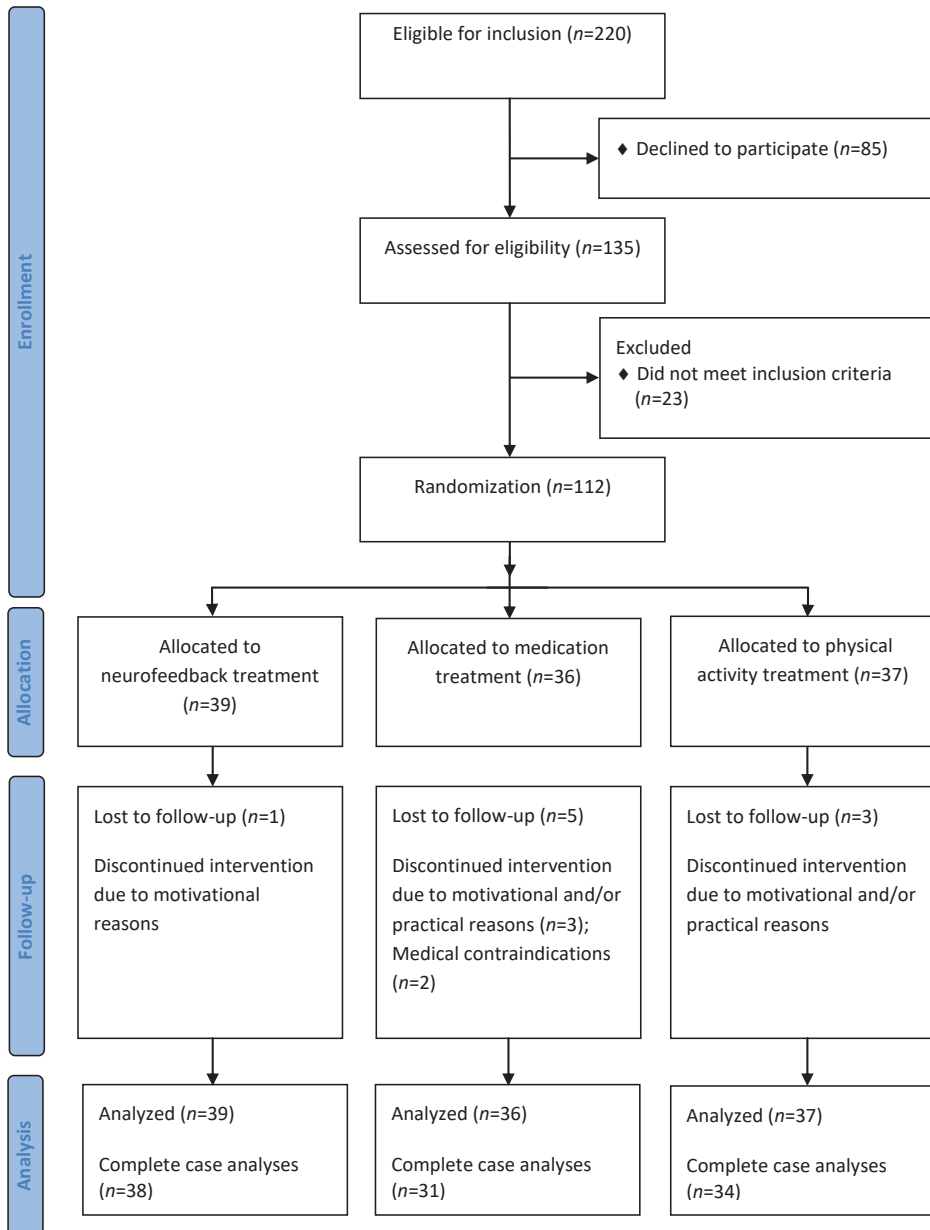 Eligible for inclusion (n=220)
♦ Declined to participate (n=85)
Assessed for eligibility (n=135)
Enrollment
Excluded
♦ Did not meet inclusion criteria
(n=23)
Randomization (n=112)
Allocation
Allocated to
neurofeedback treatment
(n=39)
Allocated to medication
treatment (n=36)
Allocated to physical
activity treatment (n=37)
Follow-up
Lost to follow-up (n=1)
Discontinued intervention
due to motivational
reasons
Lost to follow-up (n=5)
Discontinued intervention
due to motivational and/or
practical reasons (n=3);
Medical contraindications
(n=2)
Lost to follow-up (n=3)
Discontinued intervention
due to motivational and/or
practical reasons
Analysis
Analyzed (n=39)
Complete case analyses
(n=38)
Analyzed (n=36)
Complete case analyses
(n=31)
Analyzed (n=37)
Complete case analyses
(n=34)